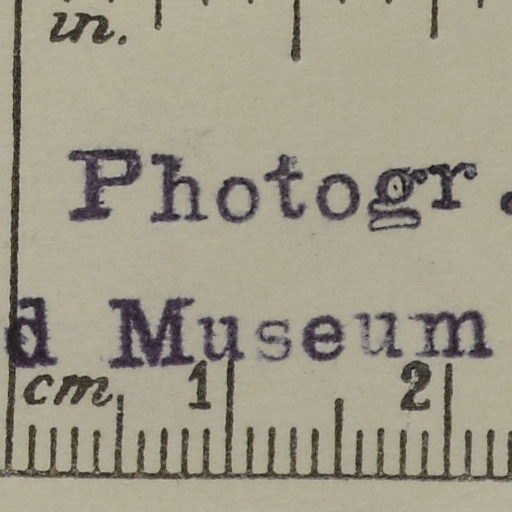 in.
Photogr.
d Museum
cm. 1 2